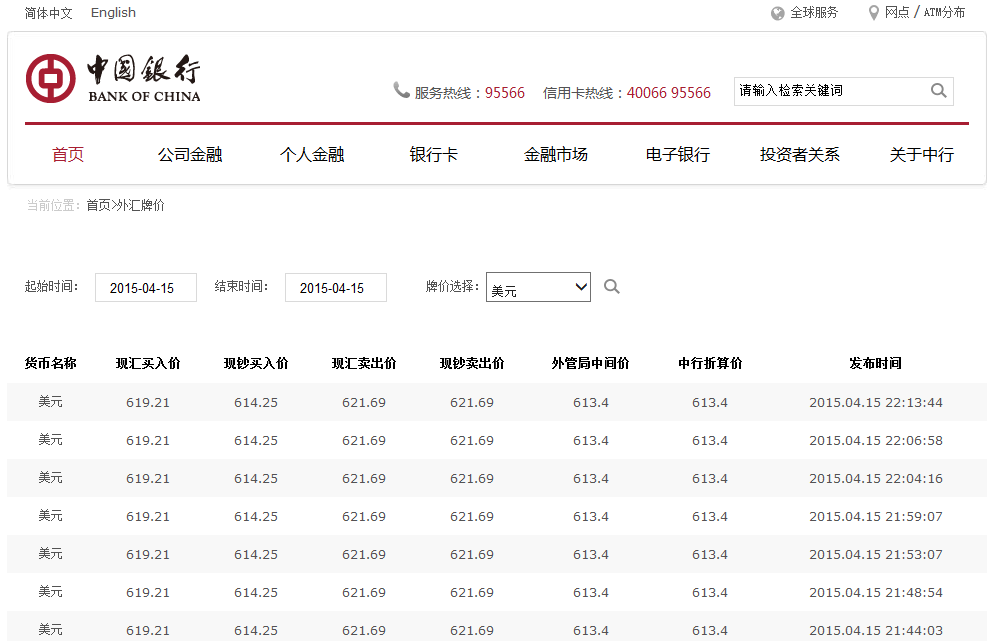 简体中文 English 全球服务 网点 / ATM分布
中国银行
BANK OF CHINA
服务热线：95566 信用卡热线：40066 95566 请输入检索关键词
首页 公司金融 个人金融 银行卡 金融市场 电子银行 投资者关系 关于中行
当前位置：首页>外汇牌价
起始时间： 2015-04-15 结束时间： 2015-04-15 牌价选择： 美元
货币名称 现汇买入价 现钞买入价 现汇卖出价 现钞卖出价 外管局中间价 中行折算价 发布时间
美元 619.21 614.25 621.69 621.69 613.4 613.4 2015.04.15 22:13:44
美元 619.21 614.25 621.69 621.69 613.4 613.4 2015.04.15 22:06:58
美元 619.21 614.25 621.69 621.69 613.4 613.4 2015.04.15 22:04:16
美元 619.21 614.25 621.69 621.69 613.4 613.4 2015.04.15 21:59:07
美元 619.21 614.25 621.69 621.69 613.4 613.4 2015.04.15 21:53:07
美元 619.21 614.25 621.69 621.69 613.4 613.4 2015.04.15 21:48:54
美元 619.21 614.25 621.69 621.69 613.4 613.4 2015.04.15 21:44:03